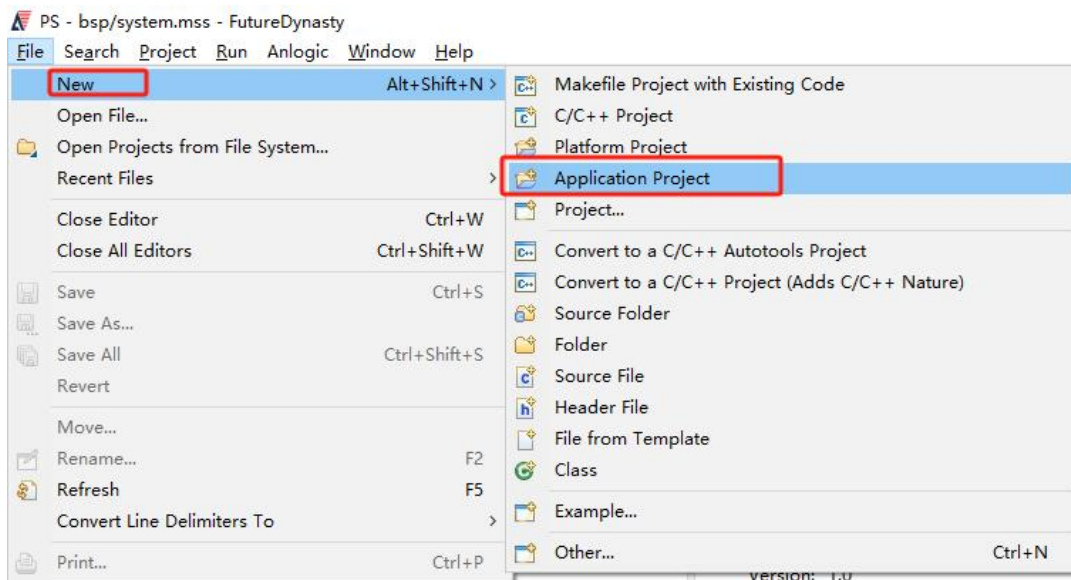 PS - bsp/system.mss - FutureDynasty
File Search Project Run Anlogic Window Help
New Alt+Shift+N >
Open File...
Open Projects from File System...
Recent Files >
Close Editor Ctrl+W
Close All Editors Ctrl+Shift+W
Save Ctrl+S
Save As...
Save All Ctrl+Shift+S
Revert
Move...
Rename... F2
Refresh F5
Convert Line Delimiters To >
Print... Ctrl+P
Makefile Project with Existing Code
C/C++ Project
Platform Project
Application Project
Project...
Convert to a C/C++ Autotools Project
Convert to a C/C++ Project (Adds C/C++ Nature)
Source Folder
Folder
Source File
Header File
File from Template
Class
Example...
Other... Ctrl+N
Version: 1.0